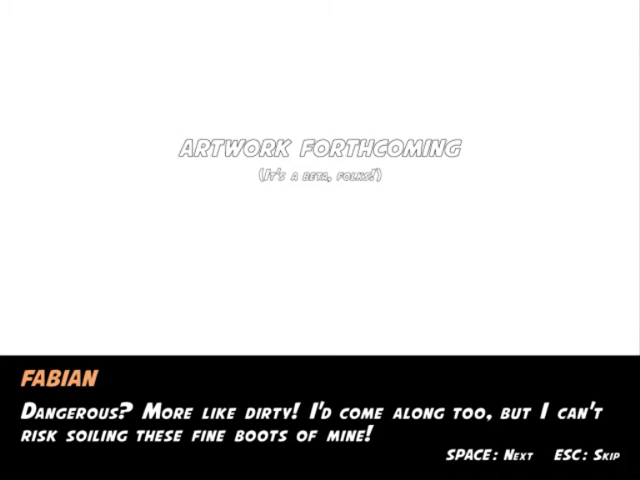 ARTWORK FORTHCOMING
(It's a beta, folks!)
FABIAN
Dangerous? More like dirty! I'd come along too, but I can't
risk soiling these fine boots of mine!
SPACE: Next ESC: Skip